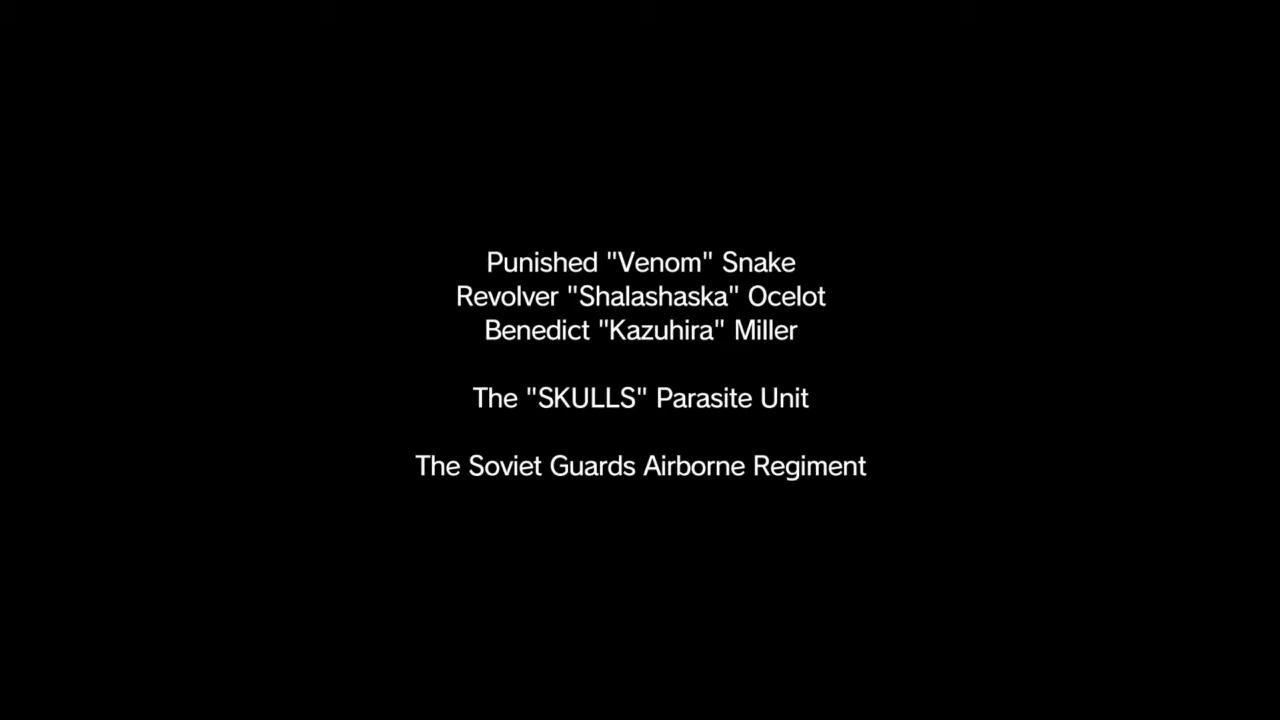 Punished "Venom" Snake
Revolver "Shalashaska" Ocelot
Benedict "Kazuhira" Miller
The "SKULLS" Parasite Unit
The Soviet Guards Airborne Regiment